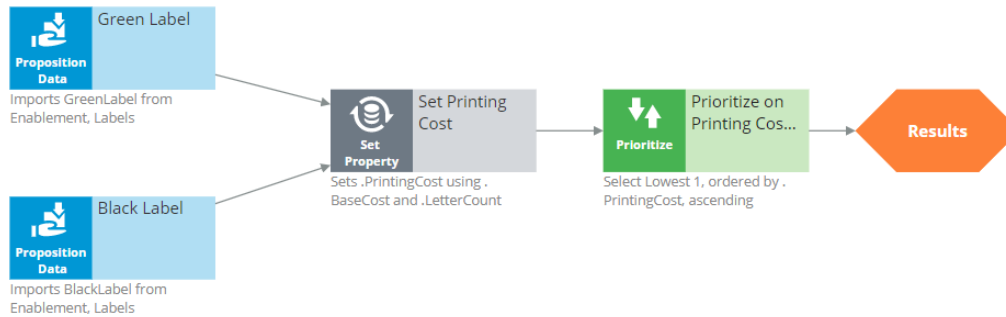 Green Label
Proposition
Data
Imports GreenLabel from
Enablement, Labels
Set Printing
Cost
Set
Property
Sets .PrintingCost using .
BaseCost and .LetterCount
Prioritize on
Printing Cos...
Prioritize
Select Lowest 1, ordered by .
PrintingCost, ascending
Results
Black Label
Proposition
Data
Imports BlackLabel from
Enablement, Labels